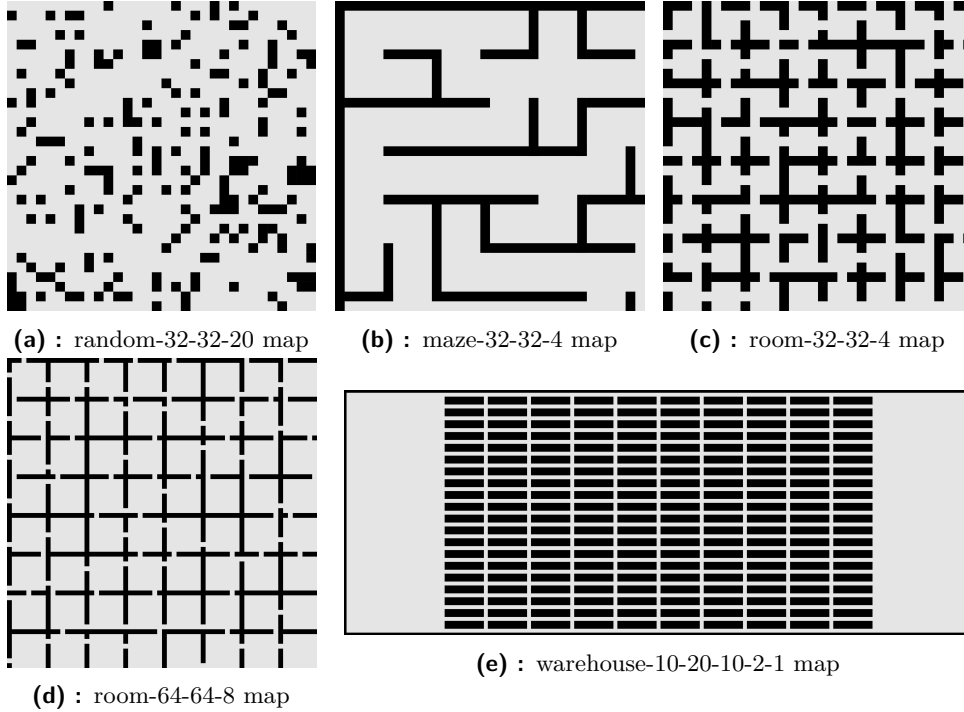 (a) : random-32-32-20 map
(b) : maze-32-32-4 map
(c) : room-32-32-4 map
(d) : room-64-64-8 map
(e) : warehouse-10-20-10-2-1 map